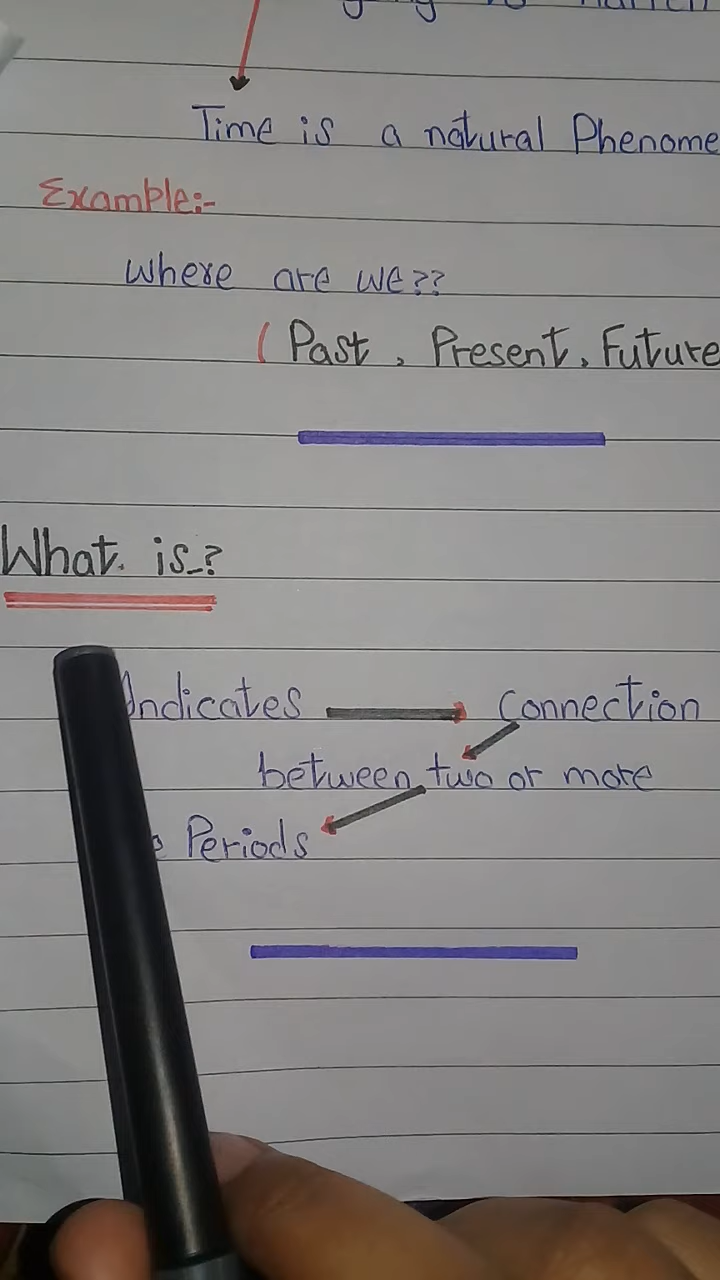 Time is a natural Phenome
Example:-
Where are we??
( Past , Present , Future
What is ?
Indicates connection
between two or more
Periods